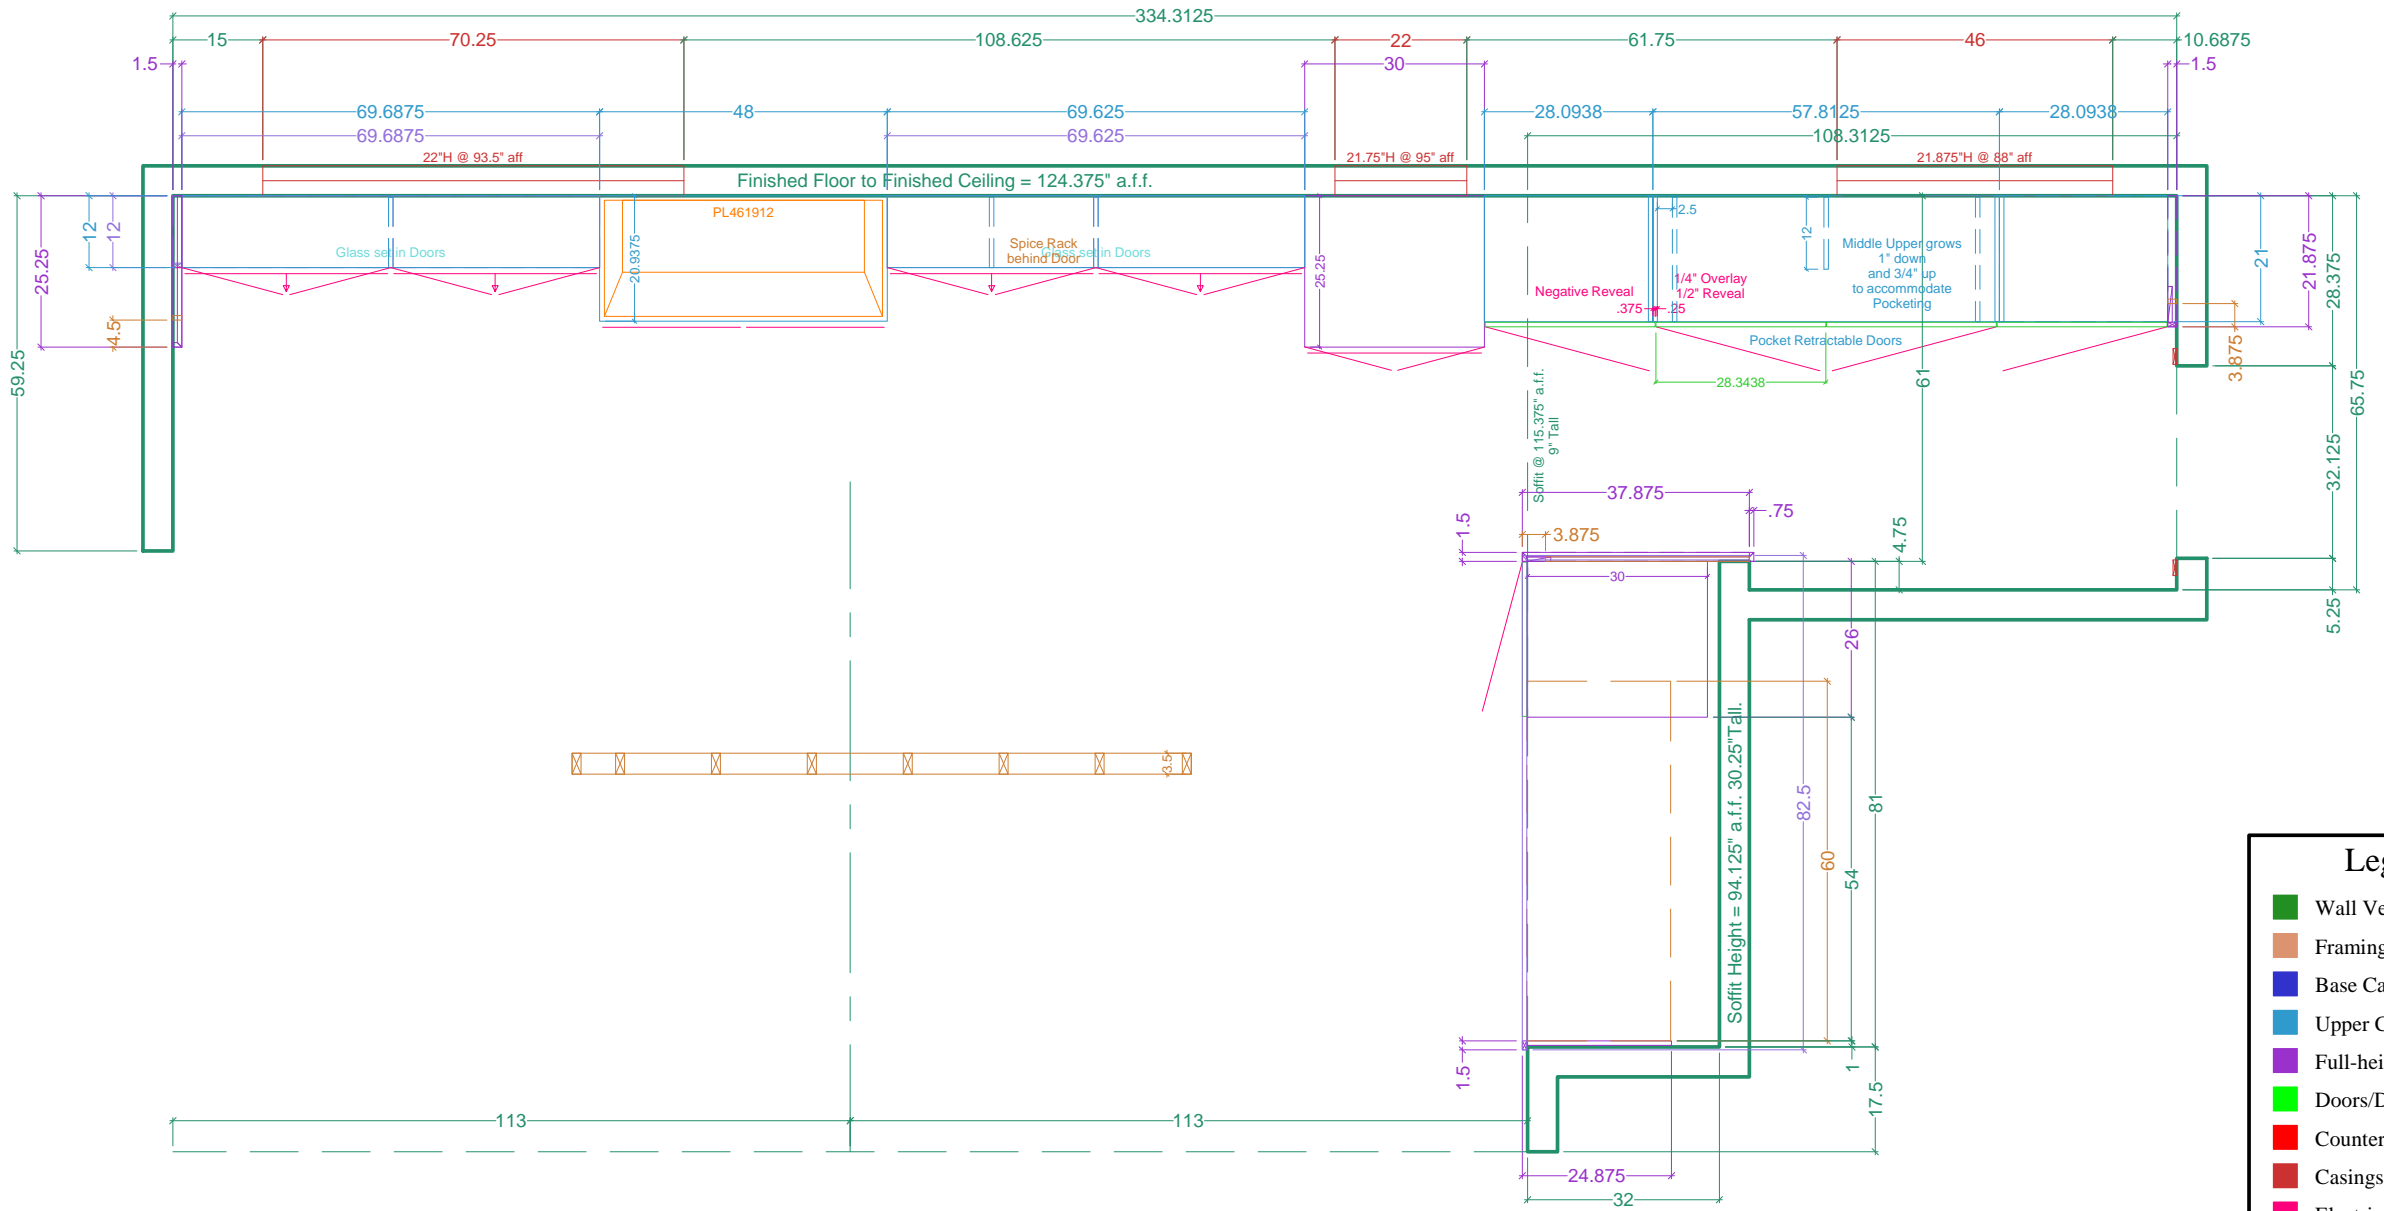 334.3125
15
70.25
108.625
22
61.75
46
10.6875
1.5
30
1.5
69.6875
48
69.625
28.0938
57.8125
28.0938
69.6875
69.625
108.3125
22"H @ 93.5" aff
21.75"H @ 95" aff
21.875"H @ 88" aff
Finished Floor to Finished Ceiling = 124.375" a.f.f.
PL461912
2.5
12
12
12
25.25
59.25
4.5
20.9375
25.25
Glass set in Doors
Spice Rack
behind Door
Glass set in Doors
Middle Upper grows
1" down
and 3/4" up
to accommodate
Pocketing
Negative Reveal
1/4" Overlay
1/2" Reveal
.375
.25
Pocket Retractable Doors
28.3438
21
21.875
28.375
3.875
61
65.75
32.125
5.25
Soffit @ 115.375" a.f.f.
9" Tall
37.875
.75
1.5
3.875
4.75
30
26
3.5
82.5
60
54
81
Soffit Height = 94.125" a.f.f. 30.25"Tall.
1.5
1
17.5
113
113
24.875
32
Leg
Wall Ve
Framing
Base Ca
Upper C
Full-hei
Doors/D
Counter
Casings